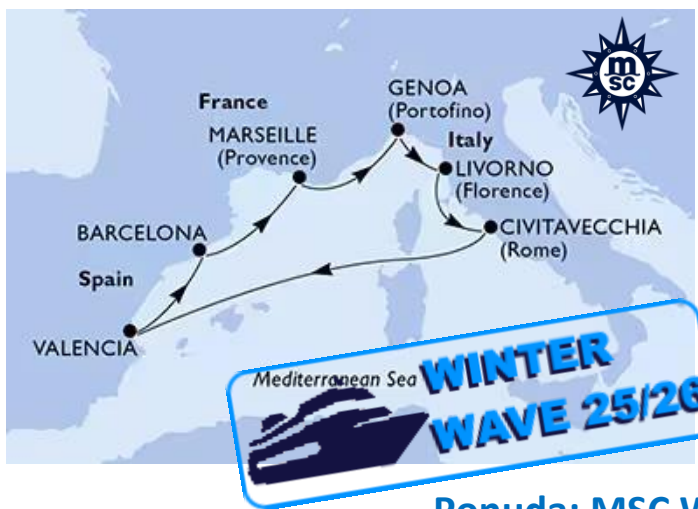 m
SC
GENOA
(Portofino)
France
MARSEILLE
(Provence)
Italy
LIVORNO
(Florence)
BARCELONA
CIVITAVECCHIA
(Rome)
Spain
VALENCIA
Mediterranean Sea
WINTER
WAVE 25/26
Ponuda: MSC